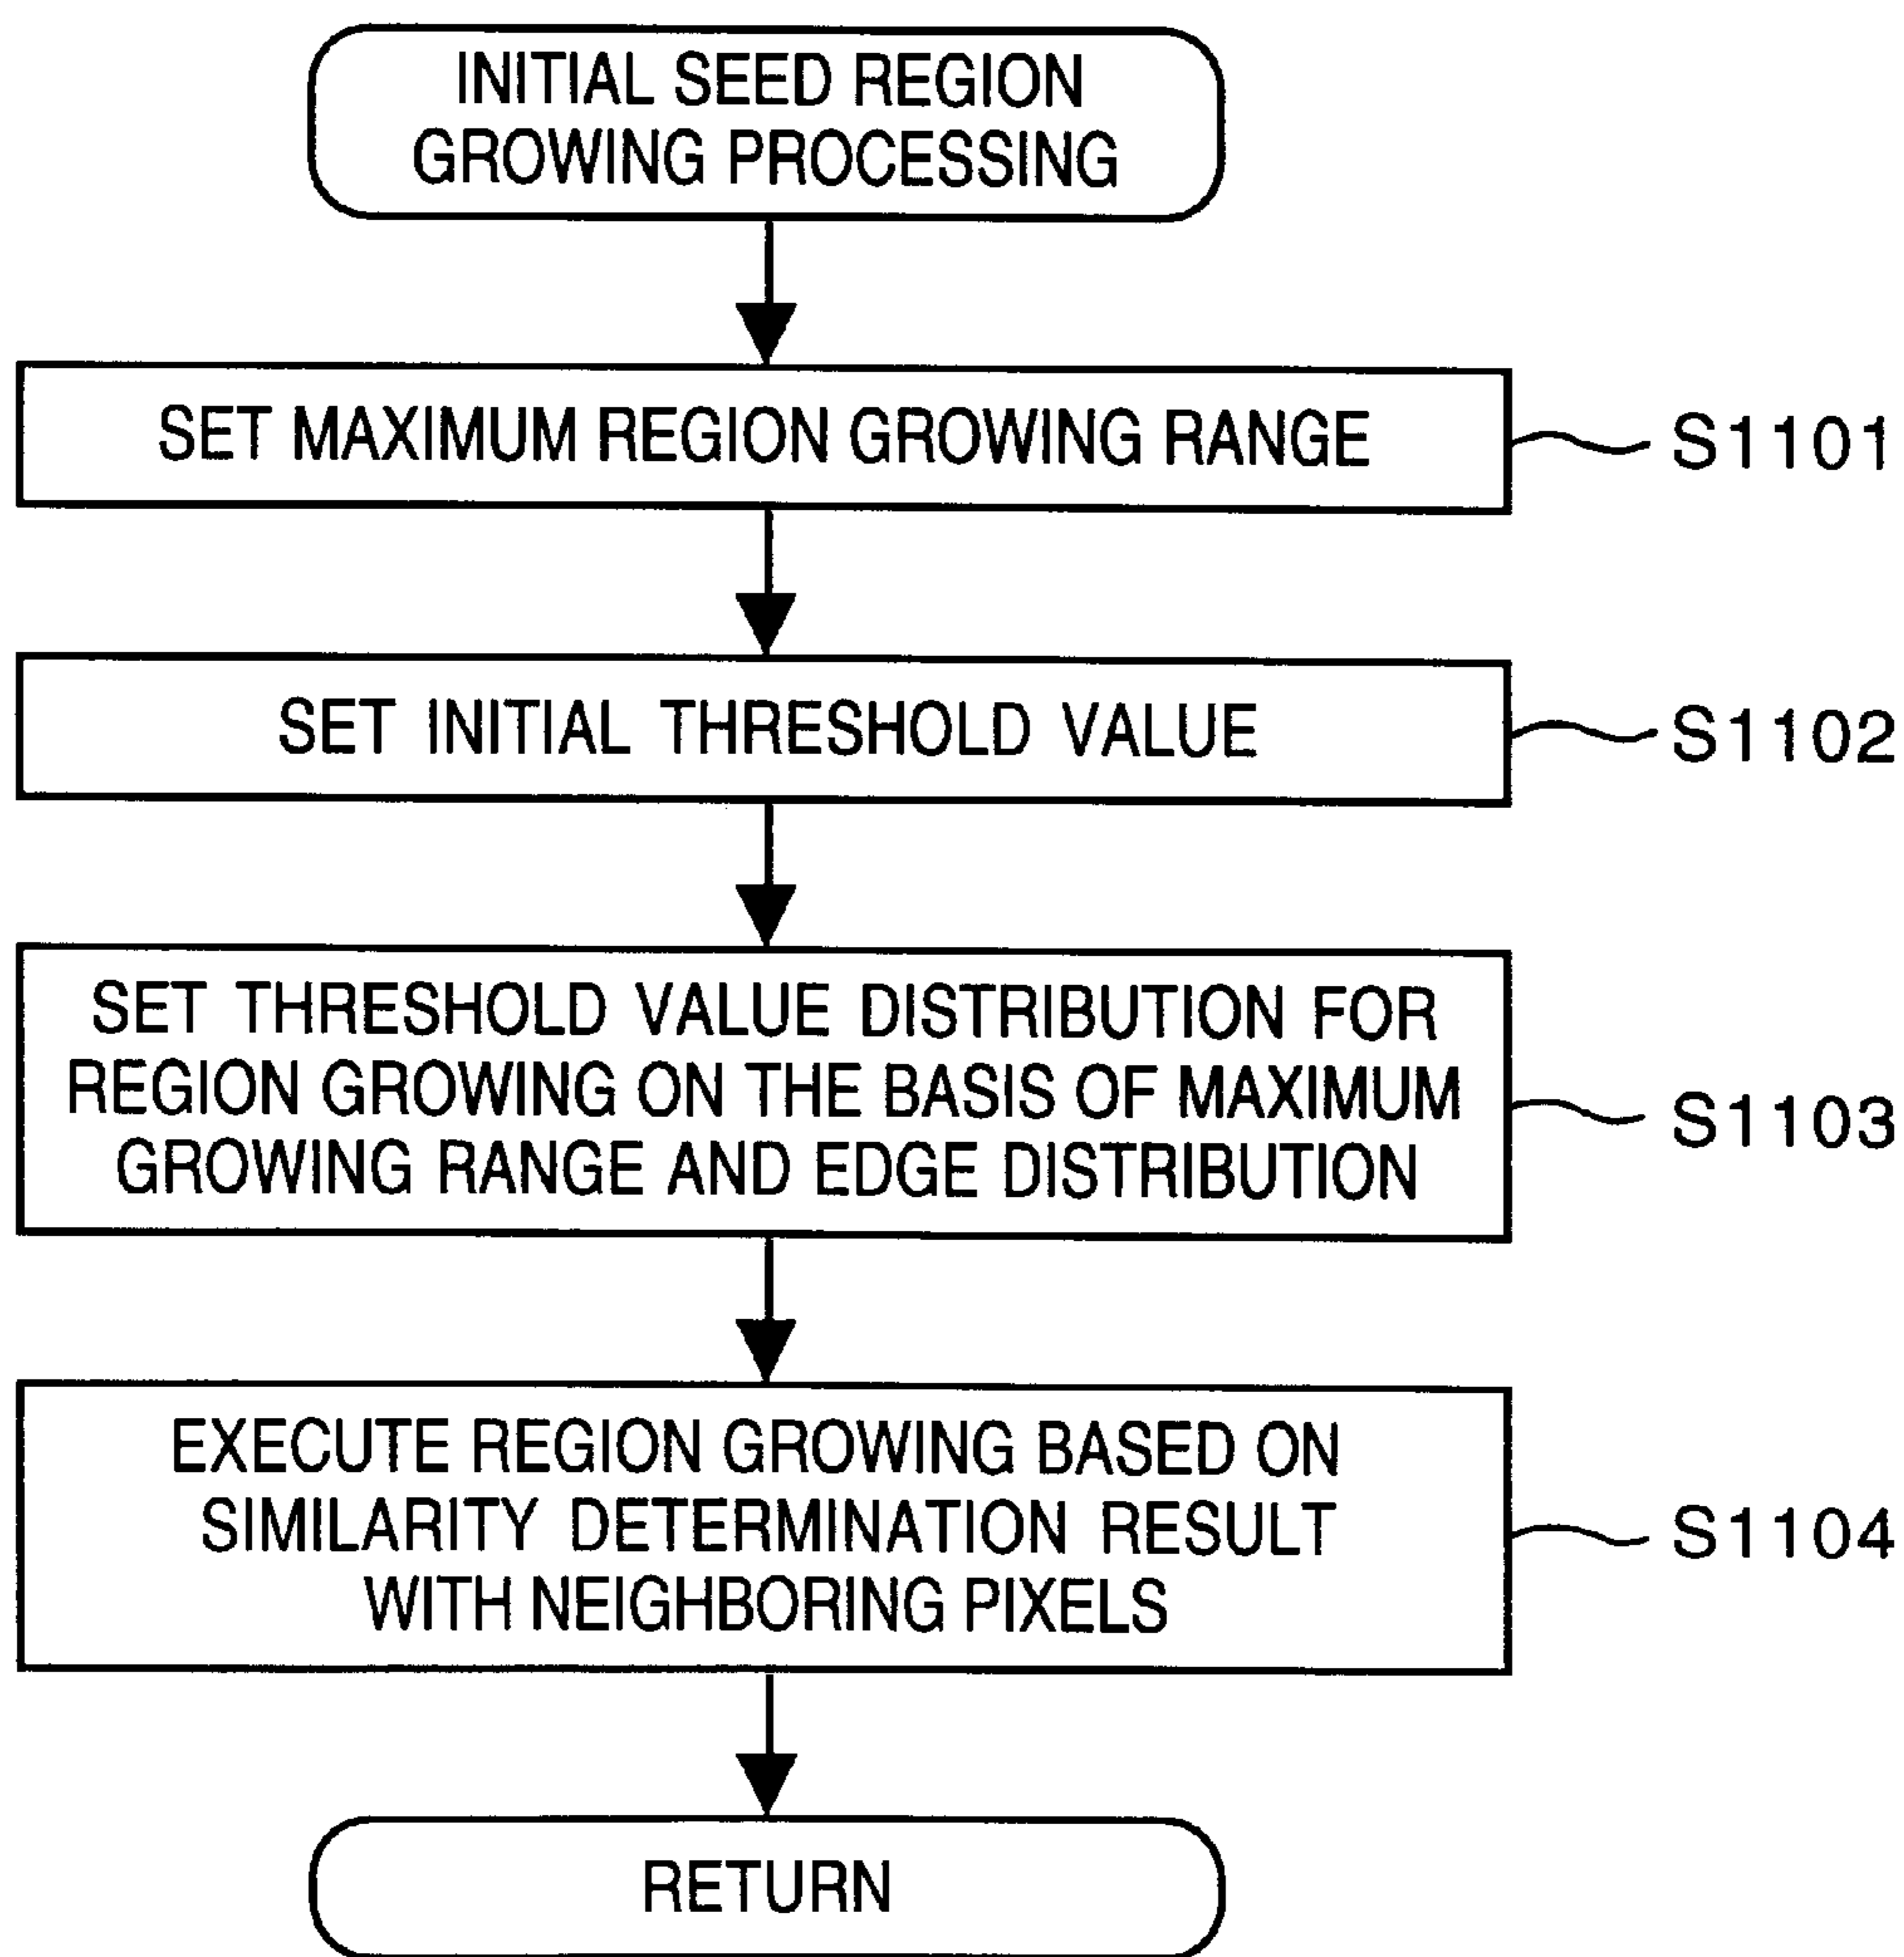 INITIAL SEED REGION
GROWING PROCESSING
SET MAXIMUM REGION GROWING RANGE
S1101
SET INITIAL THRESHOLD VALUE
S1102
SET THRESHOLD VALUE DISTRIBUTION FOR
REGION GROWING ON THE BASIS OF MAXIMUM
GROWING RANGE AND EDGE DISTRIBUTION
S1103
EXECUTE REGION GROWING BASED ON
SIMILARITY DETERMINATION RESULT
WITH NEIGHBORING PIXELS
S1104
RETURN